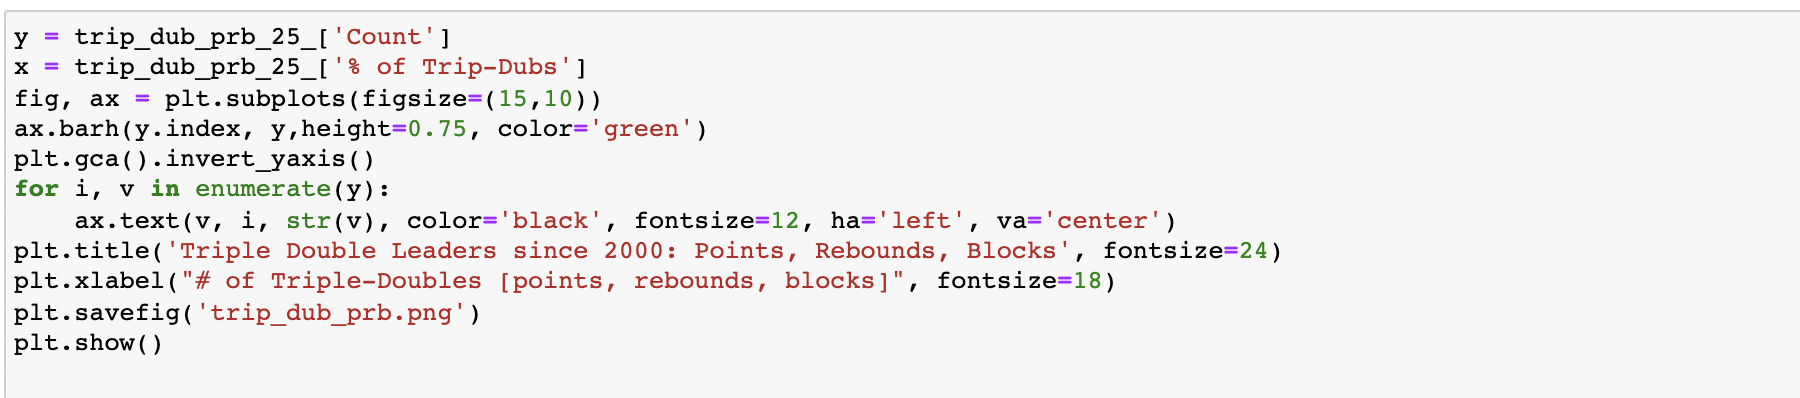 y = trip_dub_prb_25_['Count']
x = trip_dub_prb_25_['% of Trip-Dubs']
fig, ax = plt.subplots(figsize=(15,10))
ax.barh(y.index, y,height=0.75, color='green')
plt.gca().invert_yaxis()
for i, v in enumerate(y):
    ax.text(v, i, str(v), color='black', fontsize=12, ha='left', va='center')
plt.title('Triple Double Leaders since 2000: Points, Rebounds, Blocks', fontsize=24)
plt.xlabel("# of Triple-Doubles [points, rebounds, blocks]", fontsize=18)
plt.savefig('trip_dub_prb.png')
plt.show()